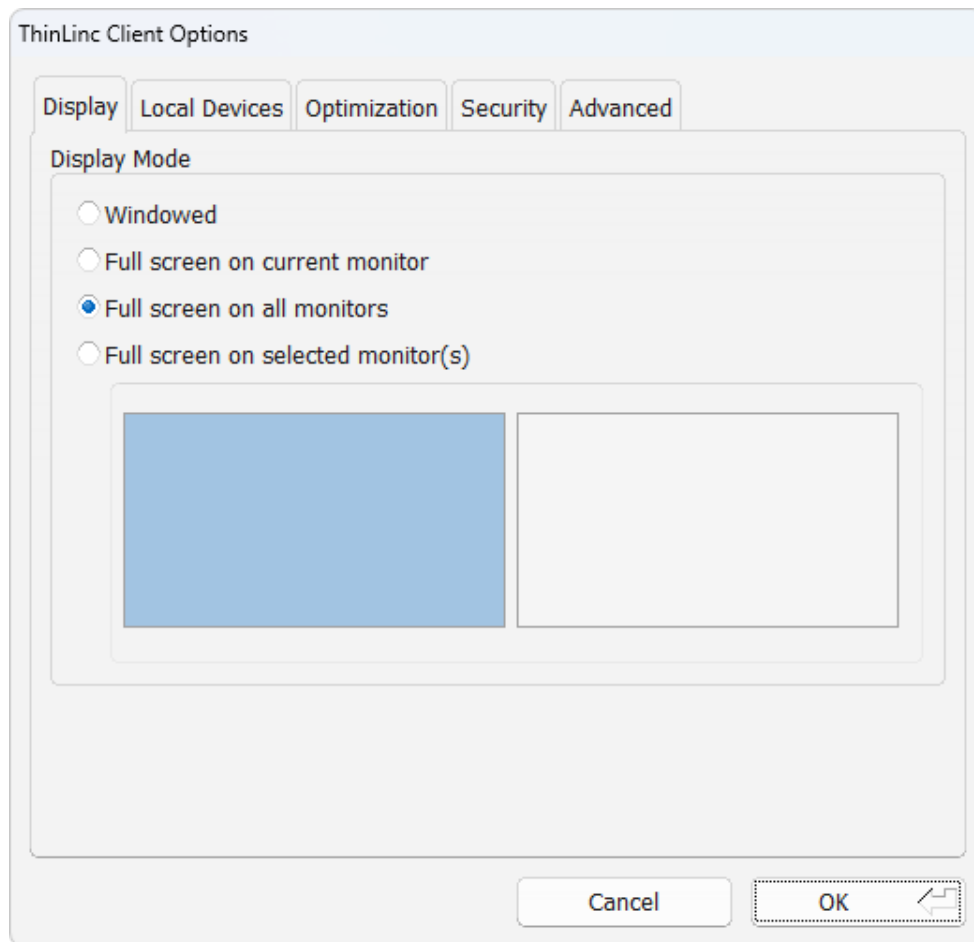 ThinLinc Client Options
Display Local Devices Optimization Security Advanced
Display Mode
Windowed
Full screen on current monitor
Full screen on all monitors
Full screen on selected monitor(s)
Cancel OK